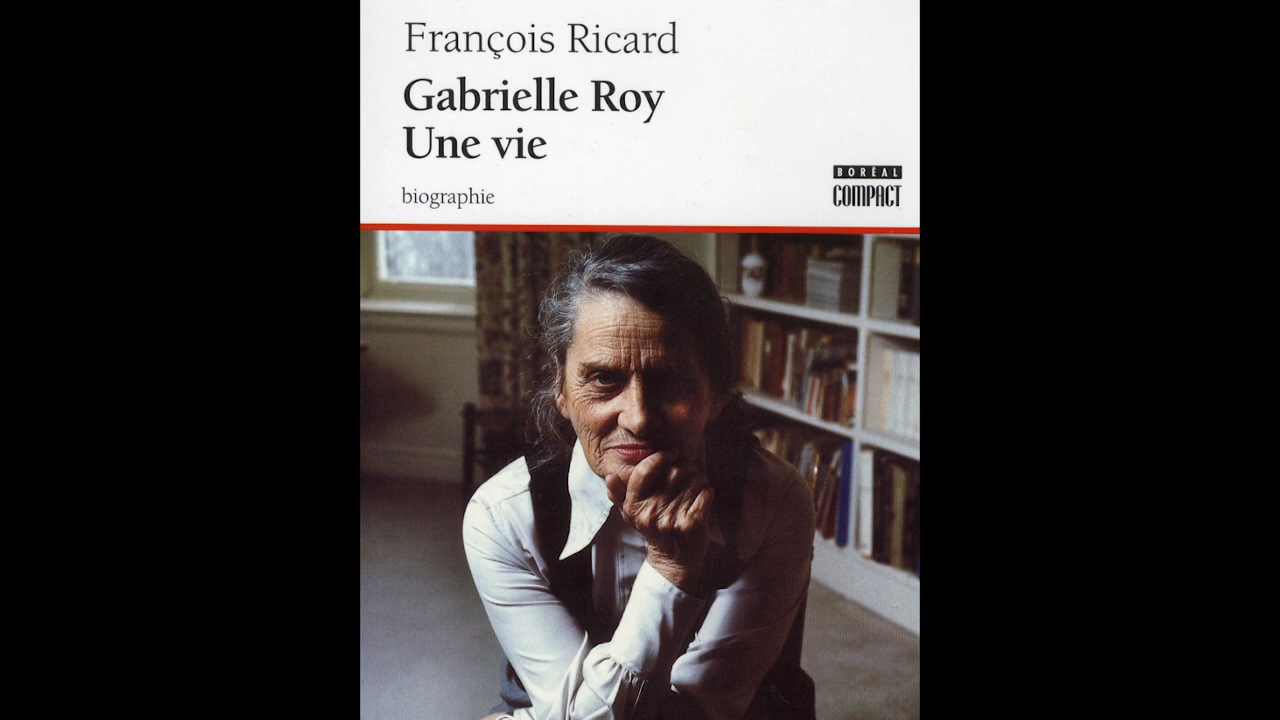 François Ricard
Gabrielle Roy
Une vie
biographie
BORÉAL
COMPACT